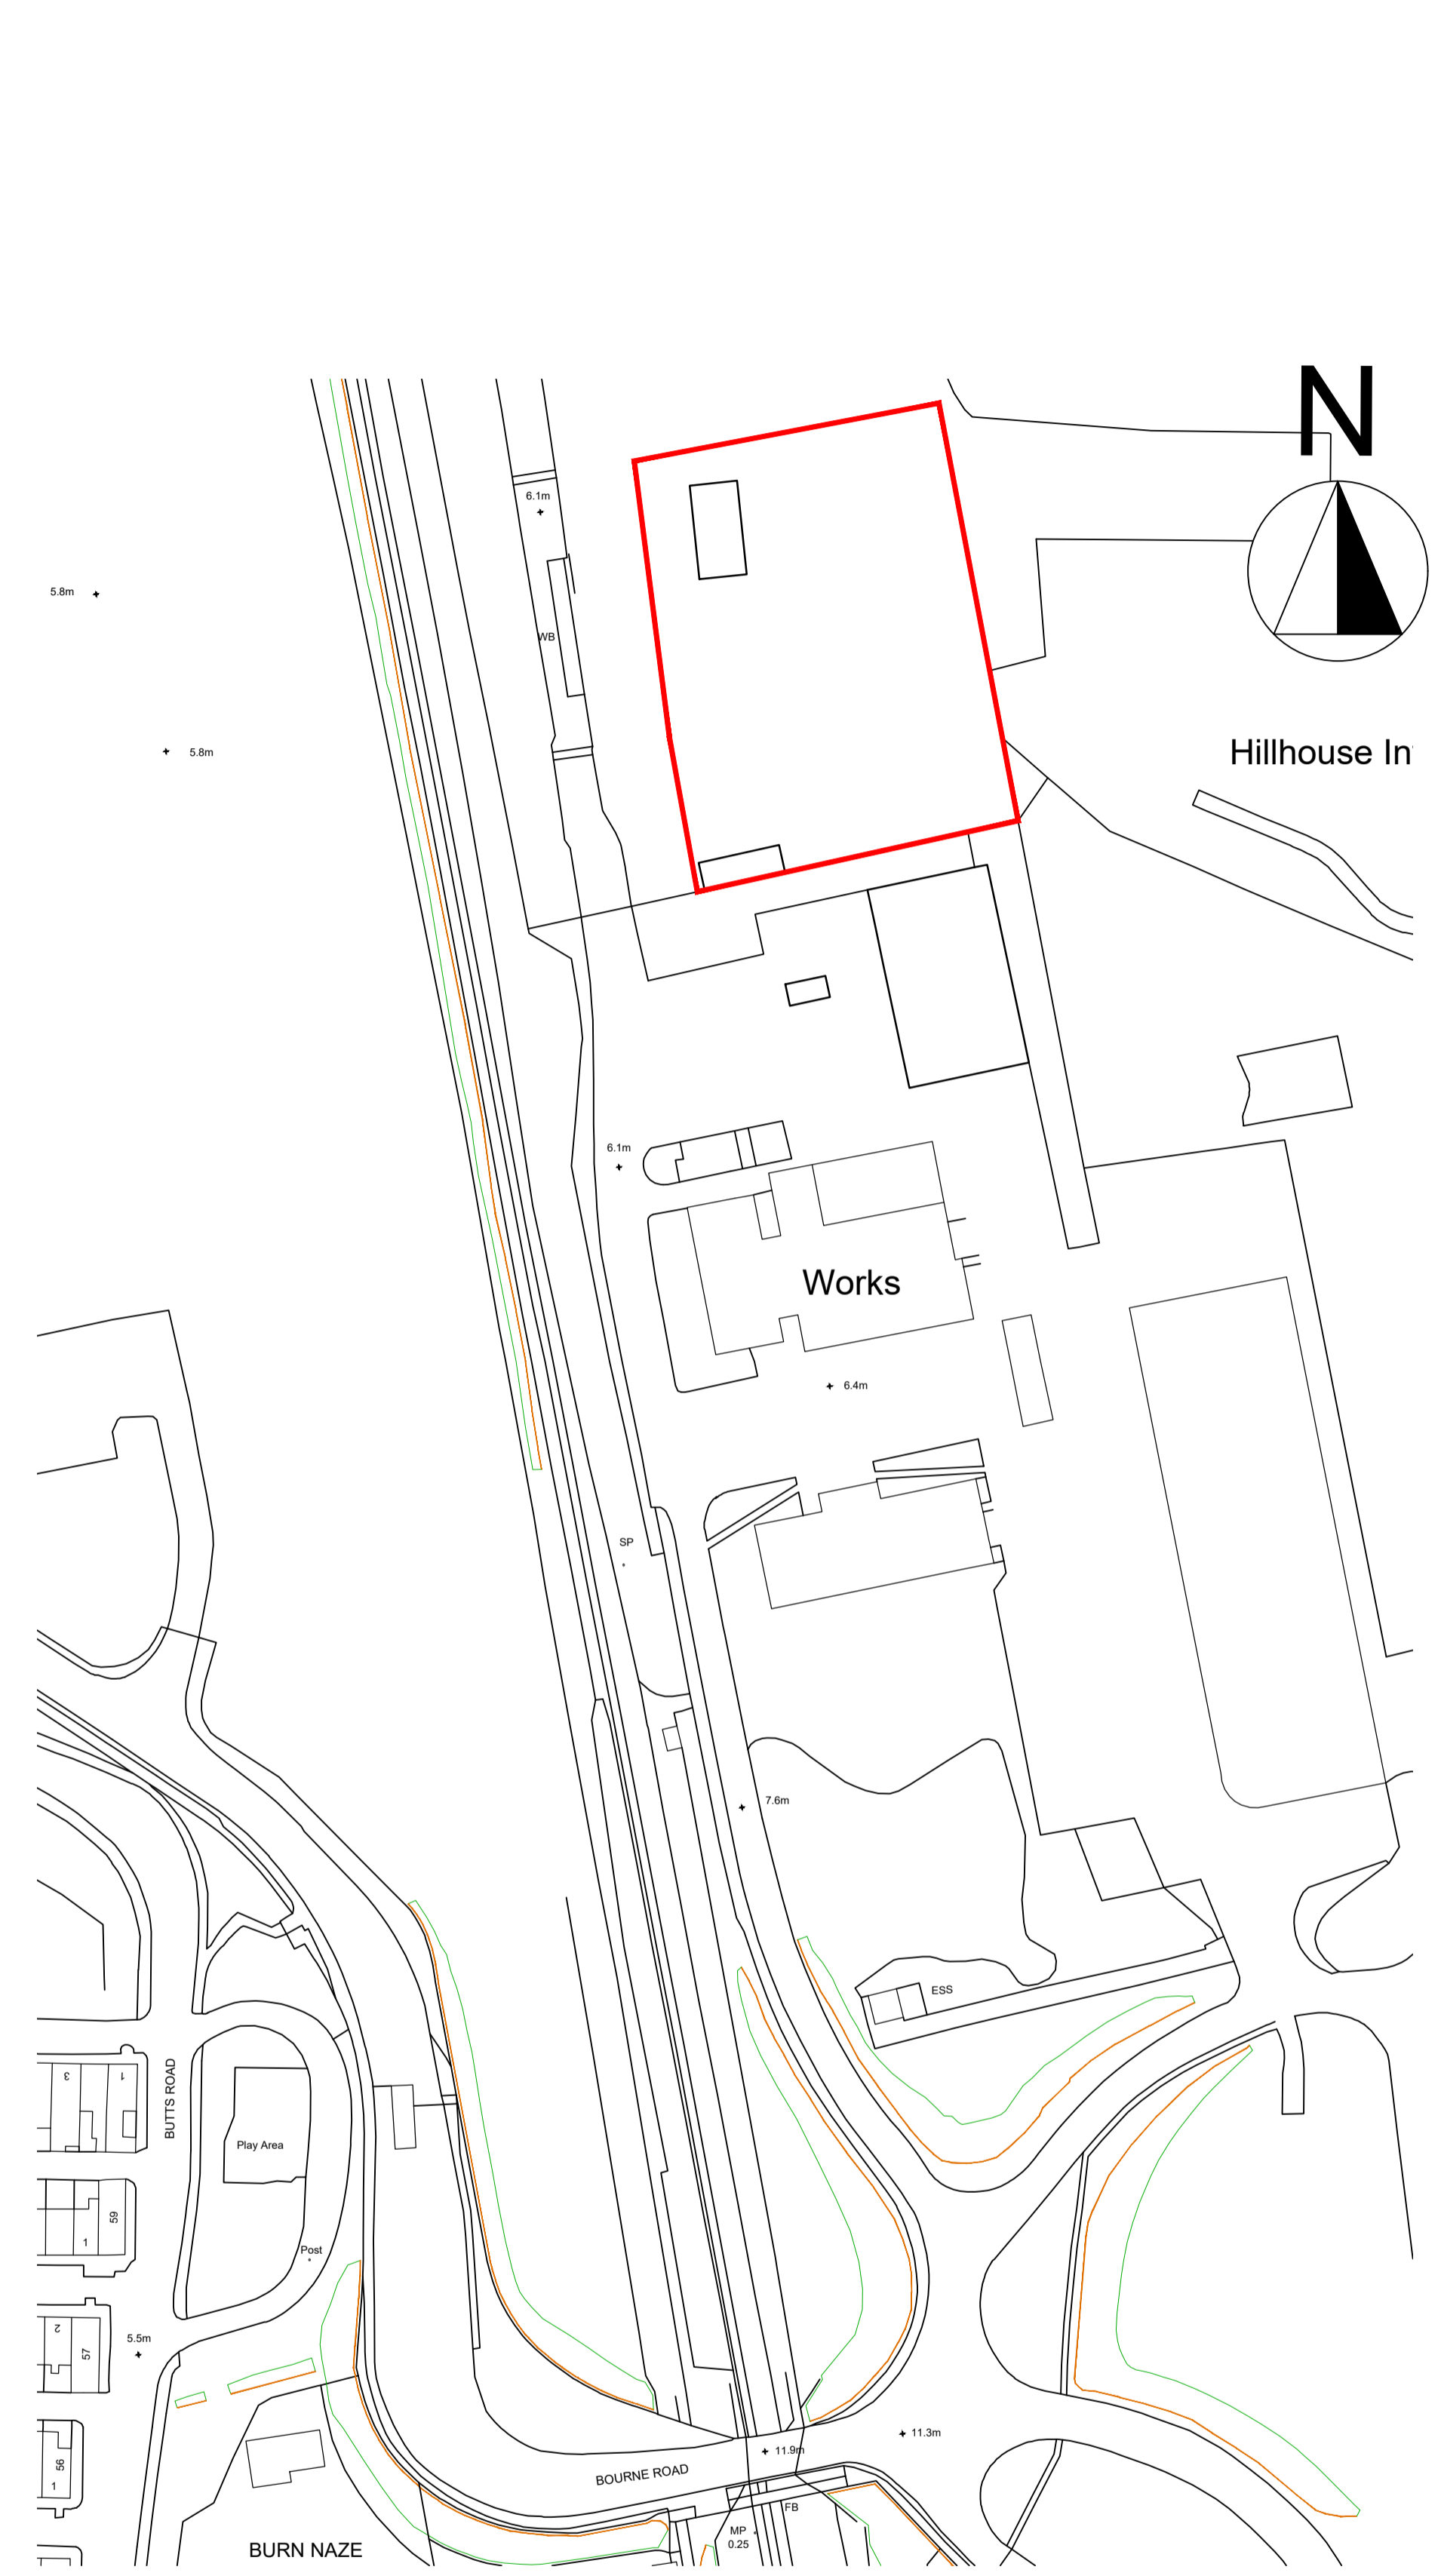 N
6.1m
5.8m
WB
5.8m
Hillhouse In
6.1m
Works
6.4m
SP
7.6m
ESS
3
1
BUTTS ROAD
Play Area
59
1
Post
2
57
5.5m
11.3m
11.9m
56
1
BOURNE ROAD
FB
MP
0.25
BURN NAZE